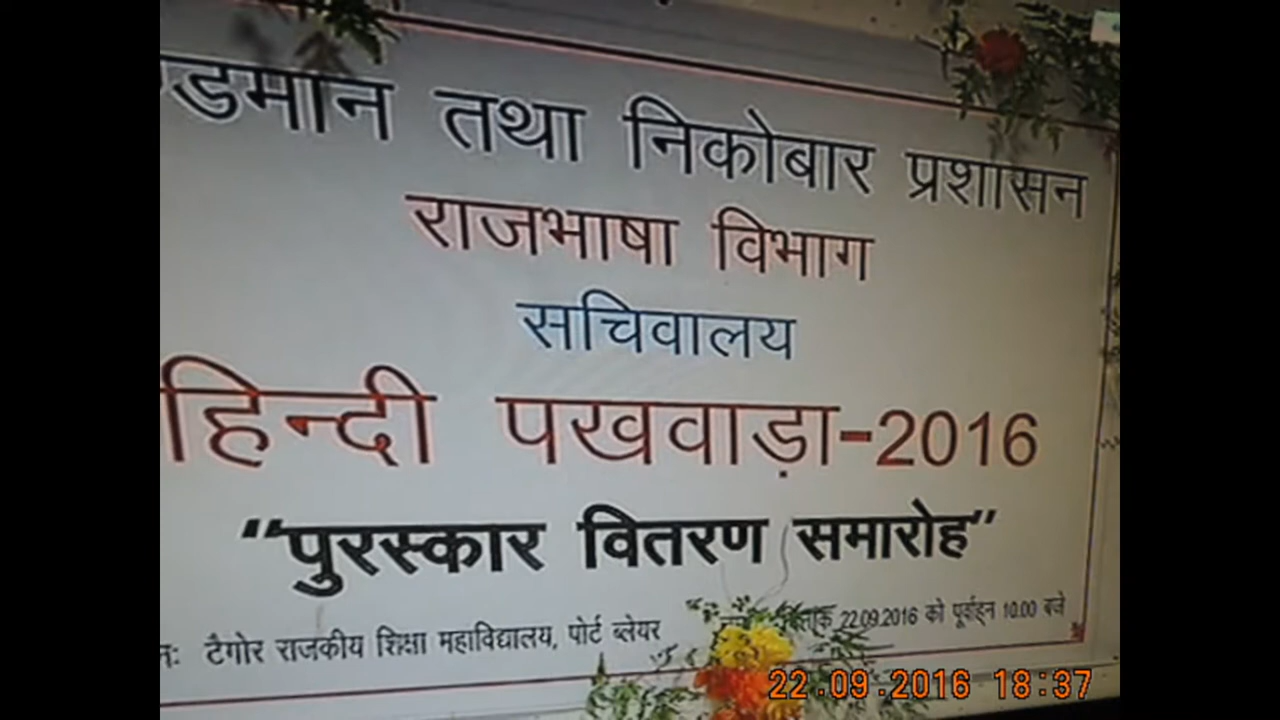 तथा निकोबार प्रशासन
राजभाषा विभाग
सचिवालय
हिन्दी पखवाड़ा-2016
“पुरस्कार वितरण समारोह”
टैगोर राजकीय शिक्षा महाविद्यालय, पोर्ट ब्लेयर 22.09.2016 को पूर्वाह्न 10.00 बजे
22.09.2016 18:37